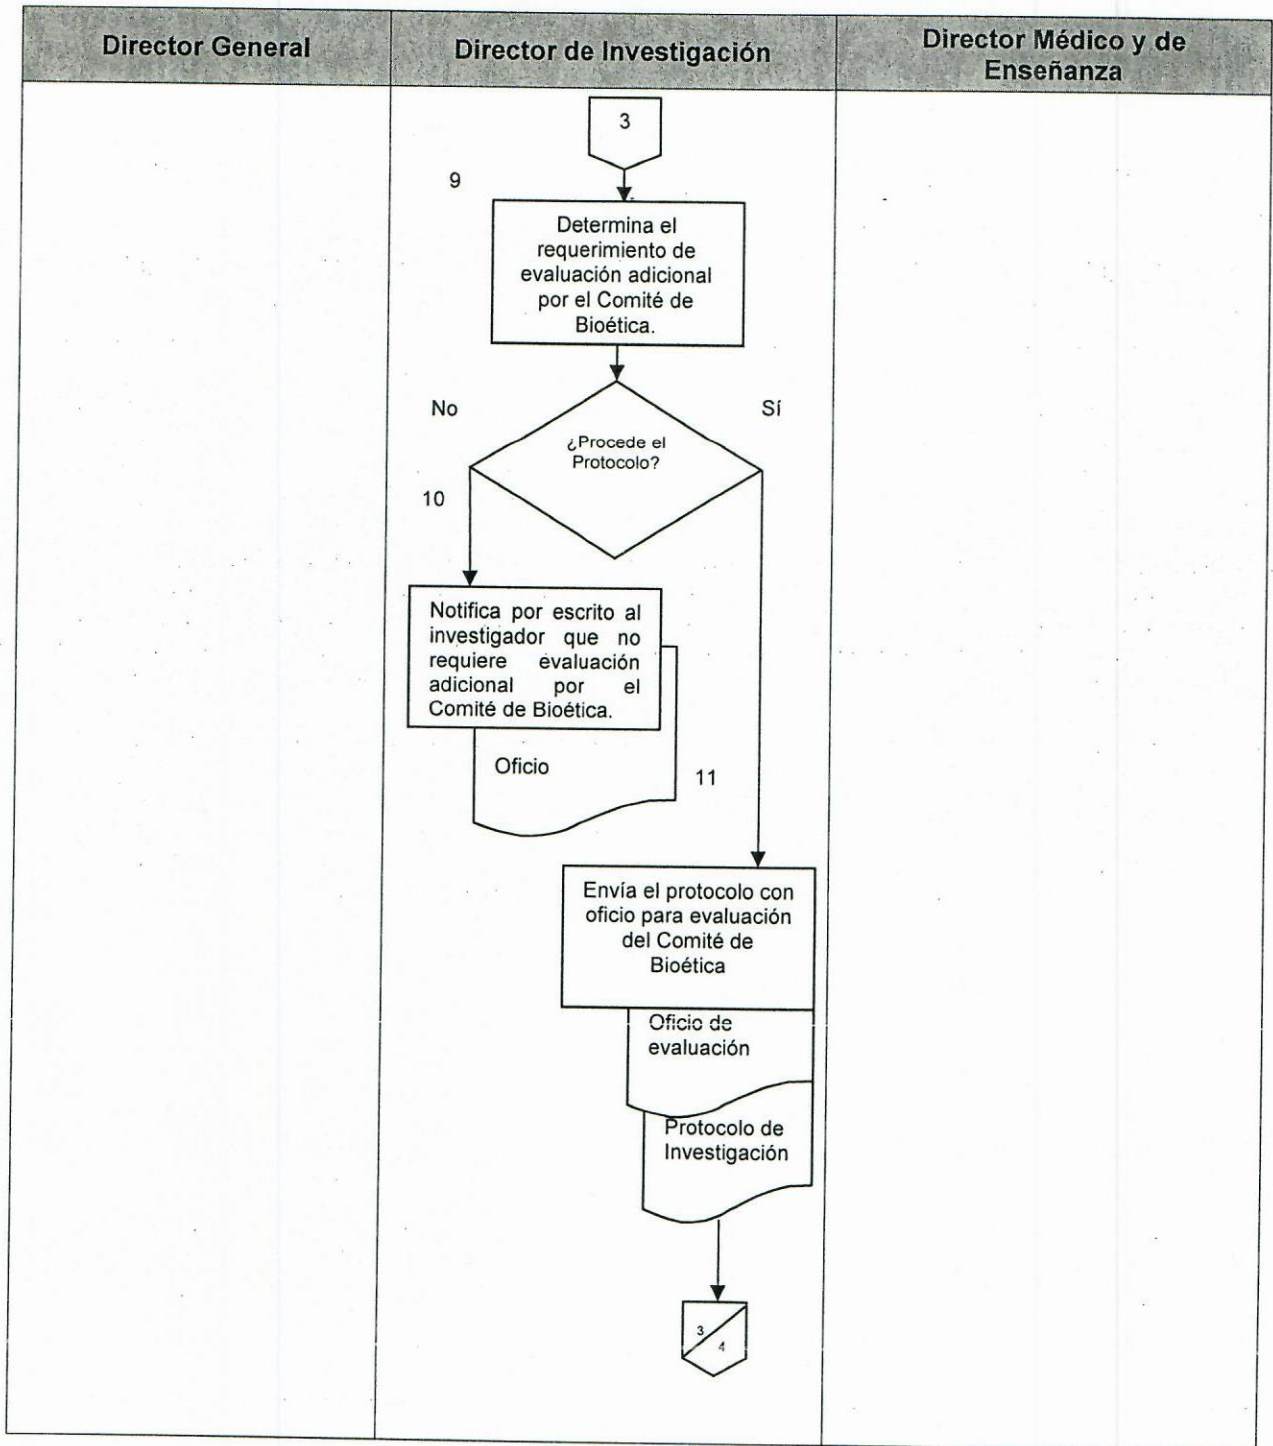 Director General
Director de Investigación
Director Médico y de
Enseñanza
3
9
Determina el
requerimiento de
evaluación adicional
por el Comité de
Bioética.
No
Sí
¿Procede el
Protocolo?
10
Notifica por escrito al
investigador que no
requiere evaluación
adicional por el
Comité de Bioética.
Oficio
11
Envía el protocolo con
oficio para evaluación
del Comité de
Bioética
Oficio de
evaluación
Protocolo de
Investigación
3
4